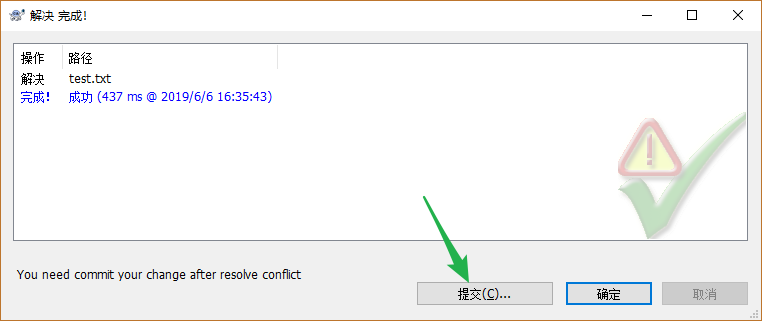 解决 完成!
操作 路径
解决 test.txt
完成! 成功 (437 ms @ 2019/6/6 16:35:43)
You need commit your change after resolve conflict
提交(C)... 确定 取消